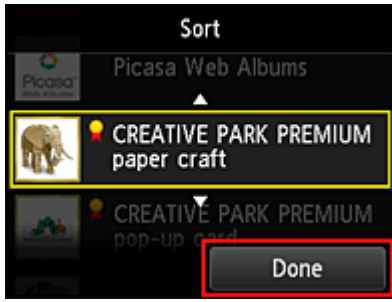 Sort
Picasa
Web Albums
Picasa Web Albums
CREATIVE PARK PREMIUM
paper craft
CREATIVE PARK PREMIUM
pop-up card
Done